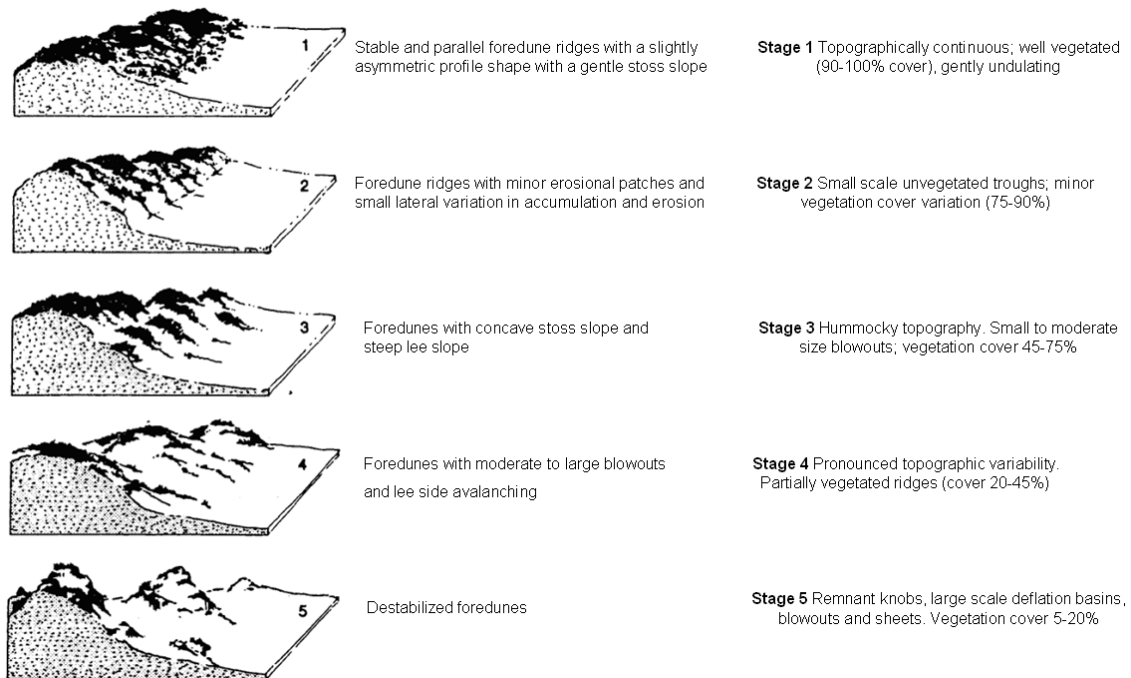 1
Stable and parallel foredune ridges with a slightly
asymmetric profile shape with a gentle stoss slope
Stage 1 Topographically continuous; well vegetated
(90-100% cover), gently undulating
2
Foredune ridges with minor erosional patches and
small lateral variation in accumulation and erosion
Stage 2 Small scale unvegetated troughs; minor
vegetation cover variation (75-90%)
3
Foredunes with concave stoss slope and
steep lee slope
Stage 3 Hummocky topography. Small to moderate
size blowouts; vegetation cover 45-75%
4
Foredunes with moderate to large blowouts
and lee side avalanching
Stage 4 Pronounced topographic variability.
Partially vegetated ridges (cover 20-45%)
5
Destabilized foredunes
Stage 5 Remnant knobs, large scale deflation basins,
blowouts and sheets. Vegetation cover 5-20%